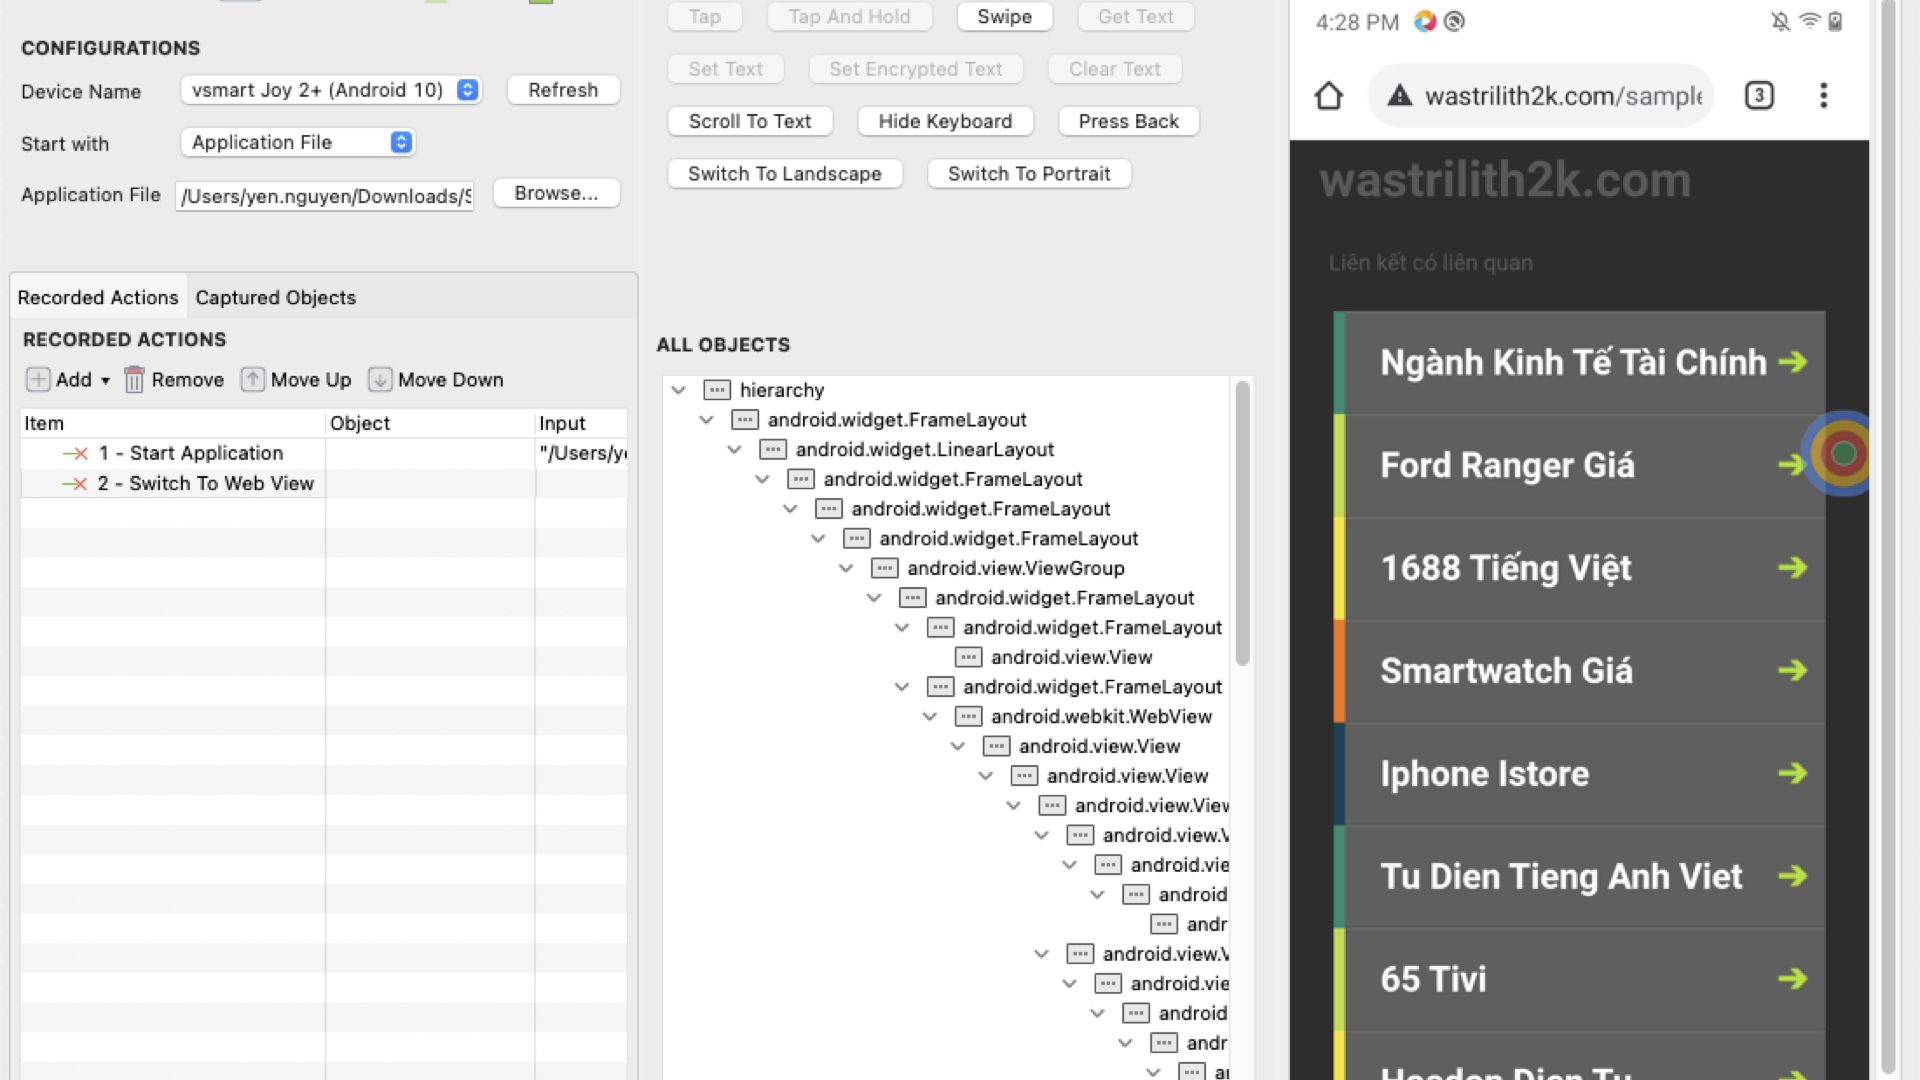 CONFIGURATIONS
Device Name
vsmart Joy 2+ (Android 10)
Refresh
Start with
Application File
Application File
/Users/yen.nguyen/Downloads/S
Browse...
Recorded Actions
Captured Objects
RECORDED ACTIONS
Add
Remove
Move Up
Move Down
Item
Object
Input
1 - Start Application
"/Users/ye
2 - Switch To Web View
Tap
Tap And Hold
Swipe
Get Text
Set Text
Set Encrypted Text
Clear Text
Scroll To Text
Hide Keyboard
Press Back
Switch To Landscape
Switch To Portrait
ALL OBJECTS
hierarchy
android.widget.FrameLayout
android.widget.LinearLayout
android.widget.FrameLayout
android.widget.FrameLayout
android.widget.FrameLayout
android.view.ViewGroup
android.widget.FrameLayout
android.widget.FrameLayout
android.view.View
android.widget.FrameLayout
android.webkit.WebView
android.view.View
android.view.View
android.view.View
android.view.V
android.vie
android
andr
android.view.V
android.vie
android
andr
4:28 PM
wastrilith2k.com/sample
3
wastrilith2k.com
Liên kết có liên quan
Ngành Kinh Tế Tài Chính
Ford Ranger Giá
1688 Tiếng Việt
Smartwatch Giá
Iphone Istore
Tu Dien Tieng Anh Viet
65 Tivi